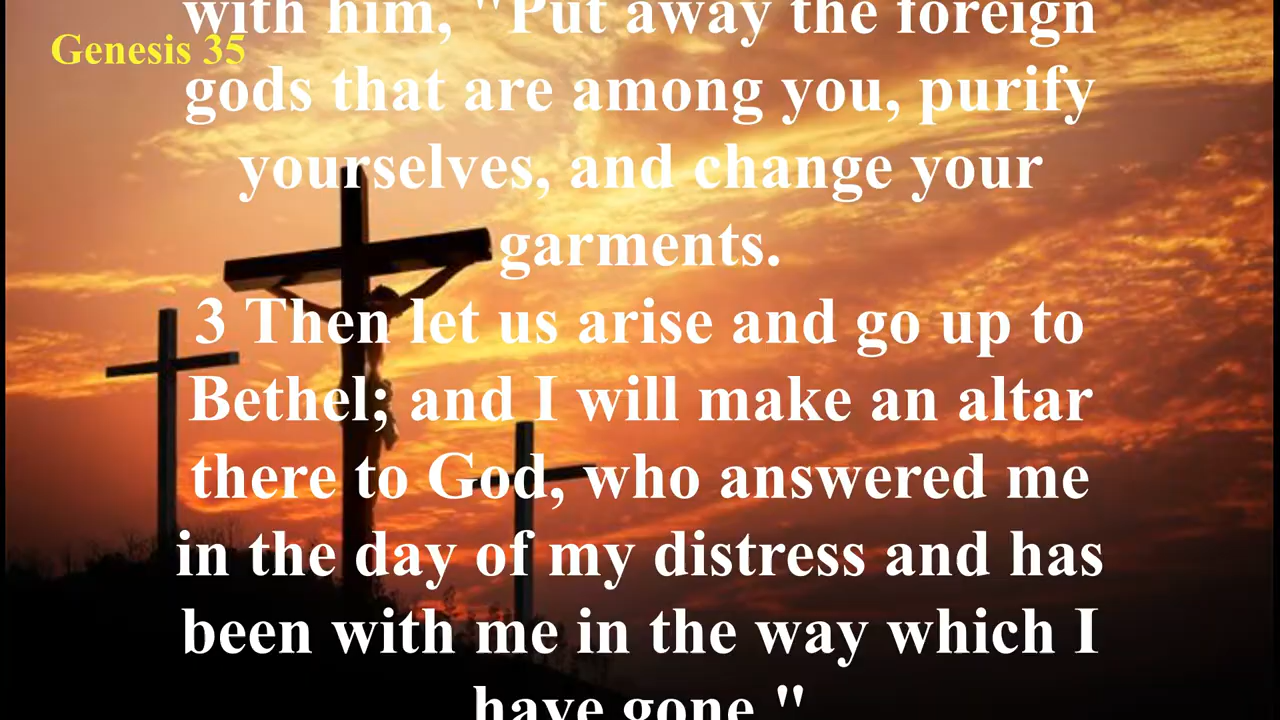 with him, "Put away the foreign
Genesis 35
gods that are among you, purify
yourselves, and change your
garments.
3 Then let us arise and go up to
Bethel; and I will make an altar
there to God, who answered me
in the day of my distress and has
been with me in the way which I
have gone."